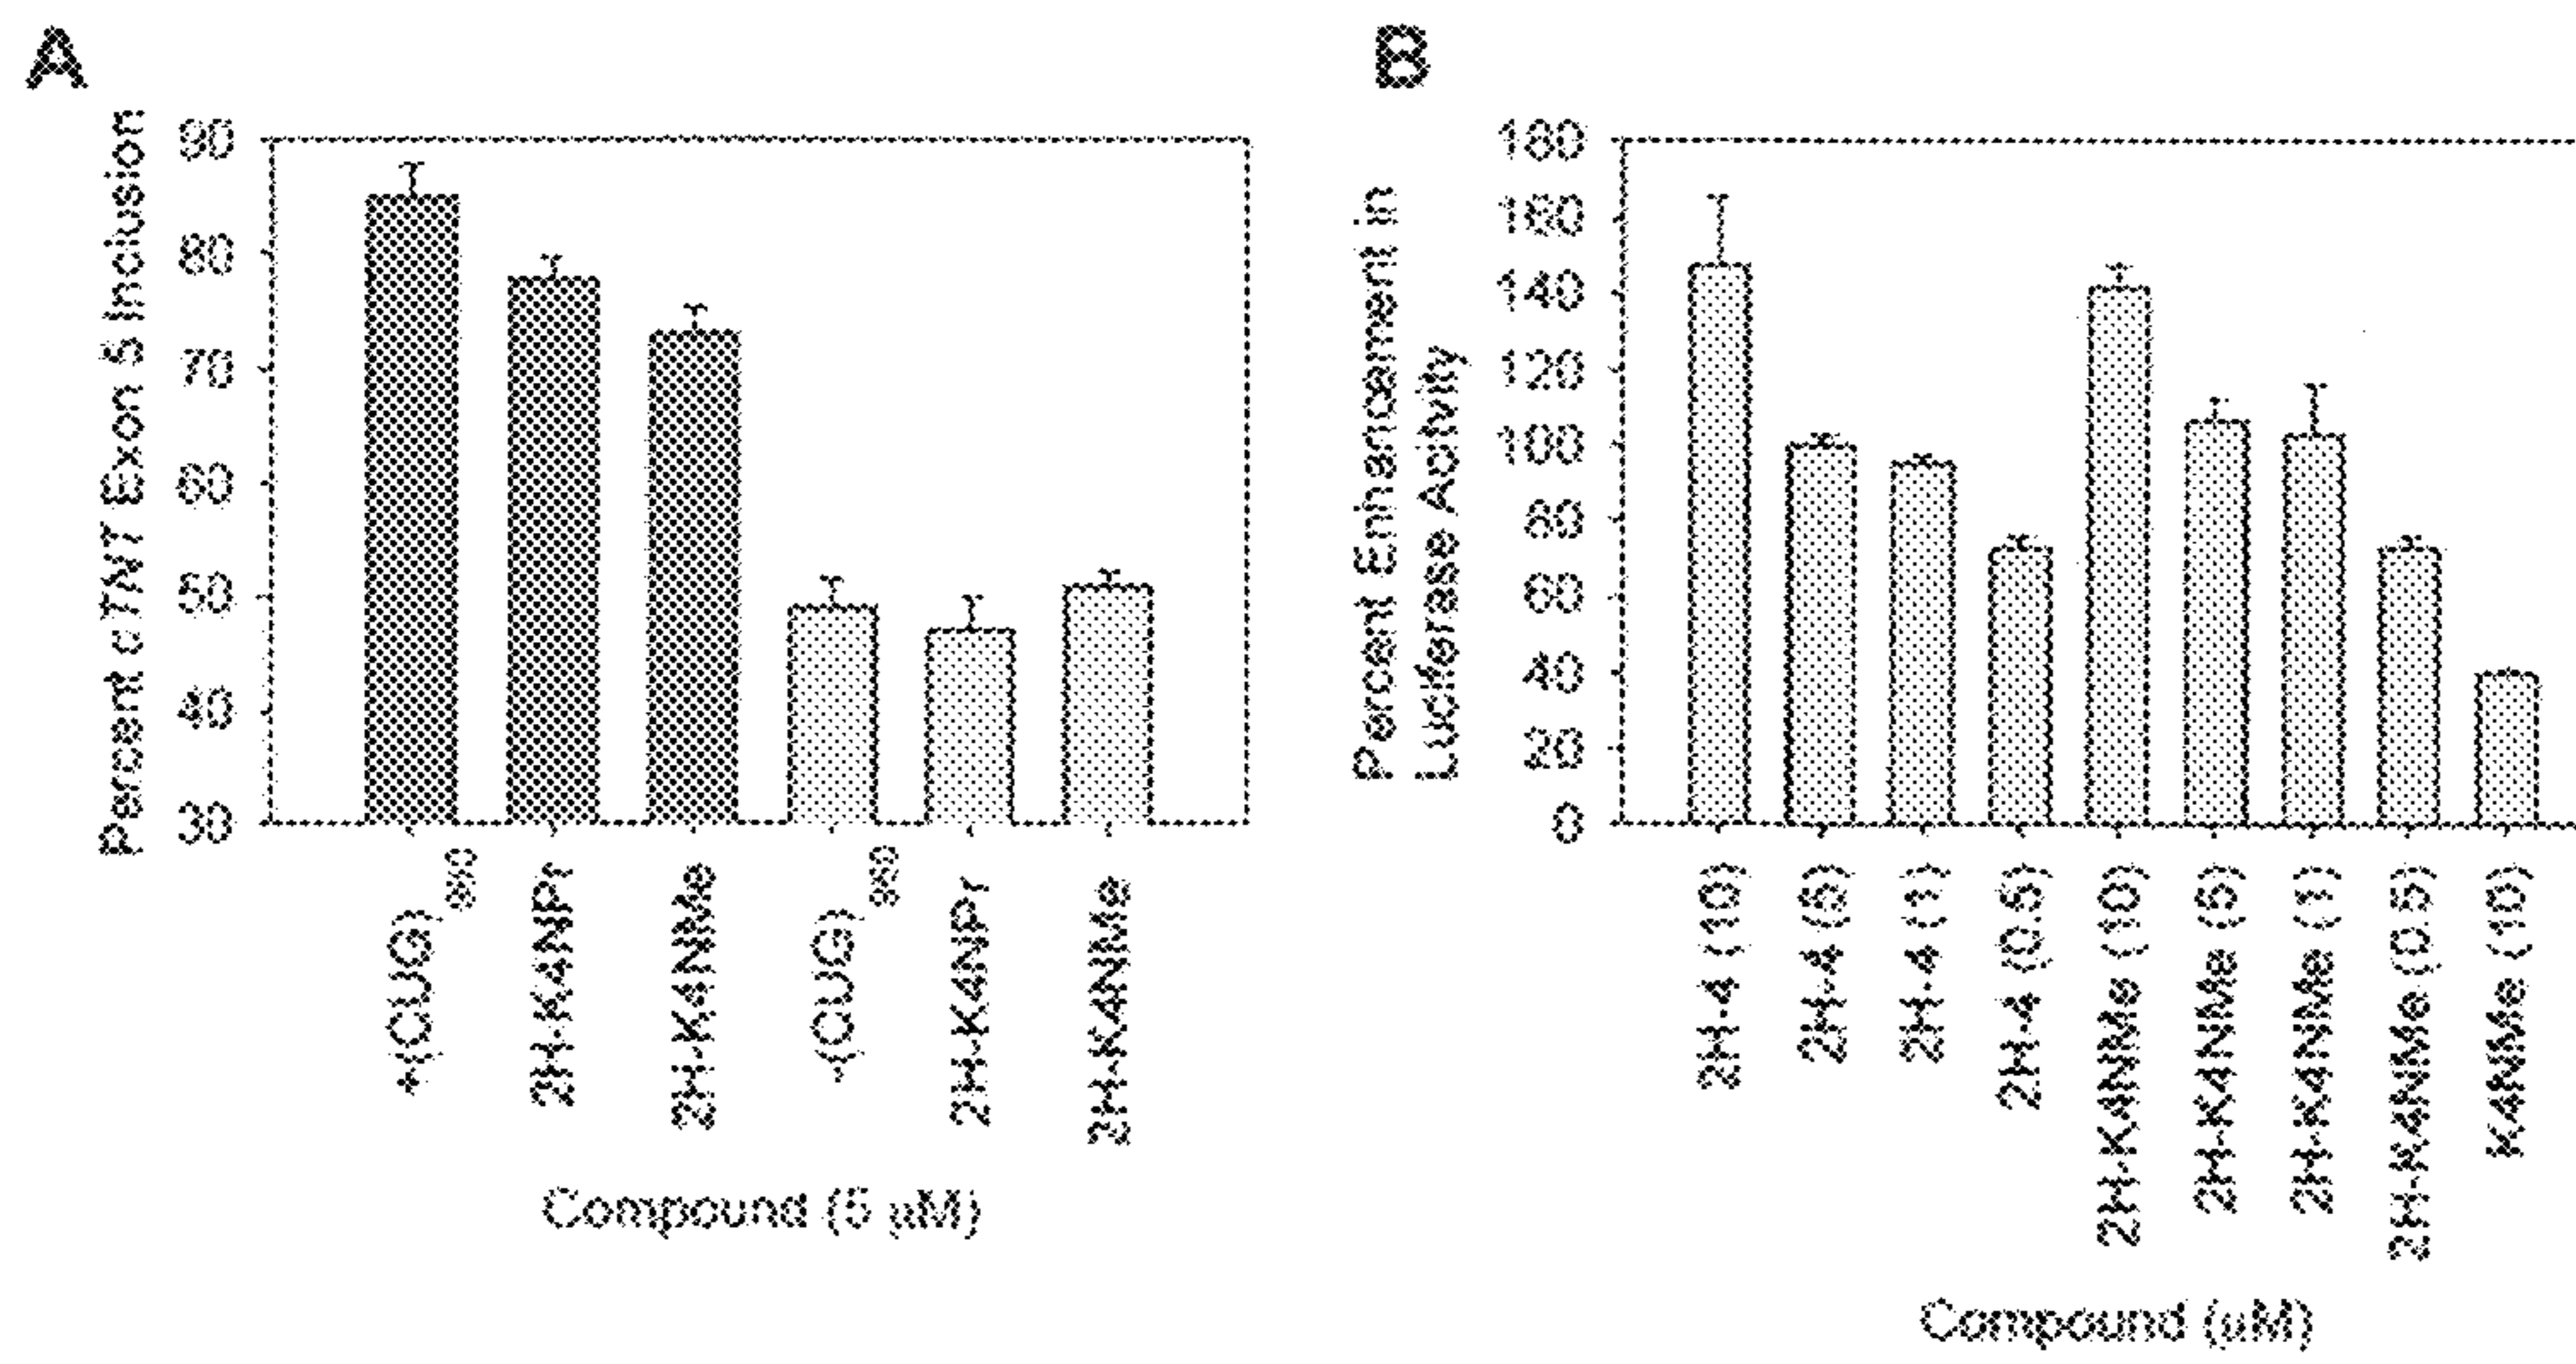 A
Percent cTNT Exon 5 Inclusion
90
80
70
60
50
40
30
+(CUG)960
2H-K4NPr
2H-K4NMe
-(CUG)960
2H-K4NPr
2H-K4NMe
Compound (5 µM)
B
Percent Enhancement in
Luciferase Activity
180
160
140
120
100
80
60
40
20
0
2H-4 (10)
2H-4 (5)
2H-4 (1)
2H-4 (0.5)
2H-K4NMe (10)
2H-K4NMe (5)
2H-K4NMe (1)
2H-K4NMe (0.5)
K4NMe (10)
Compound (µM)